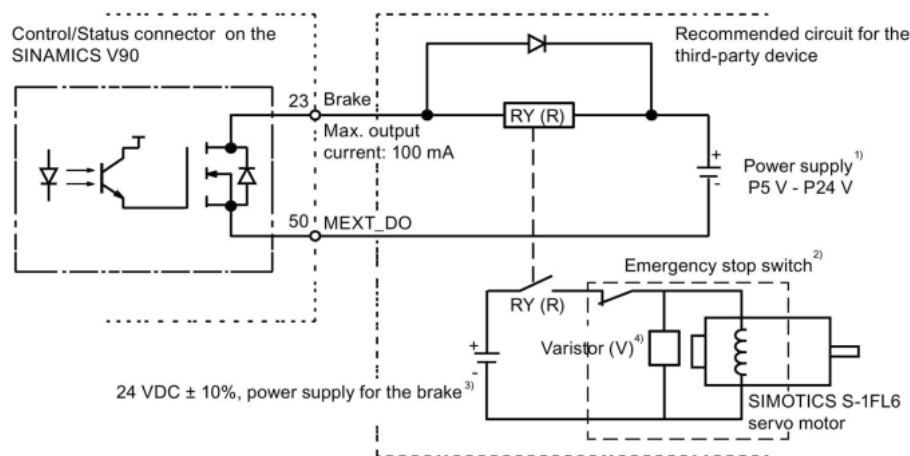 Control/Status connector on the
SINAMICS V90
Recommended circuit for the
third-party device
23
Brake
RY (R)
Max. output
current: 100 mA
+
-
Power supply 1)
P5 V - P24 V
50
MEXT_DO
Emergency stop switch 2)
RY (R)
+
-
Varistor (V) 4)
24 VDC ± 10%, power supply for the brake 3)
SIMOTICS S-1FL6
servo motor